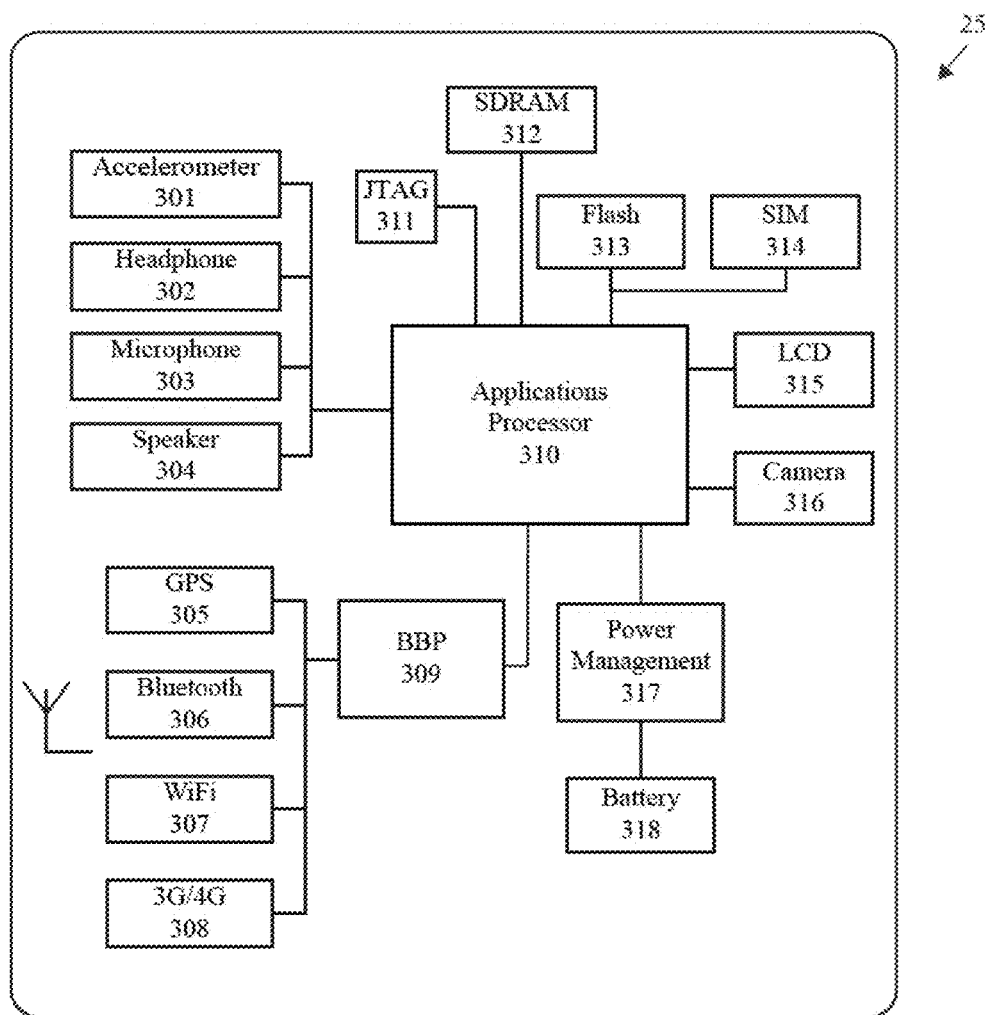 25
SDRAM
312
Accelerometer
301
JTAG
311
Flash
313
SIM
314
Headphone
302
Microphone
303
Speaker
304
Applications
Processor
310
LCD
315
Camera
316
GPS
305
BBP
309
Power
Management
317
Bluetooth
306
WiFi
307
Battery
318
3G/4G
308